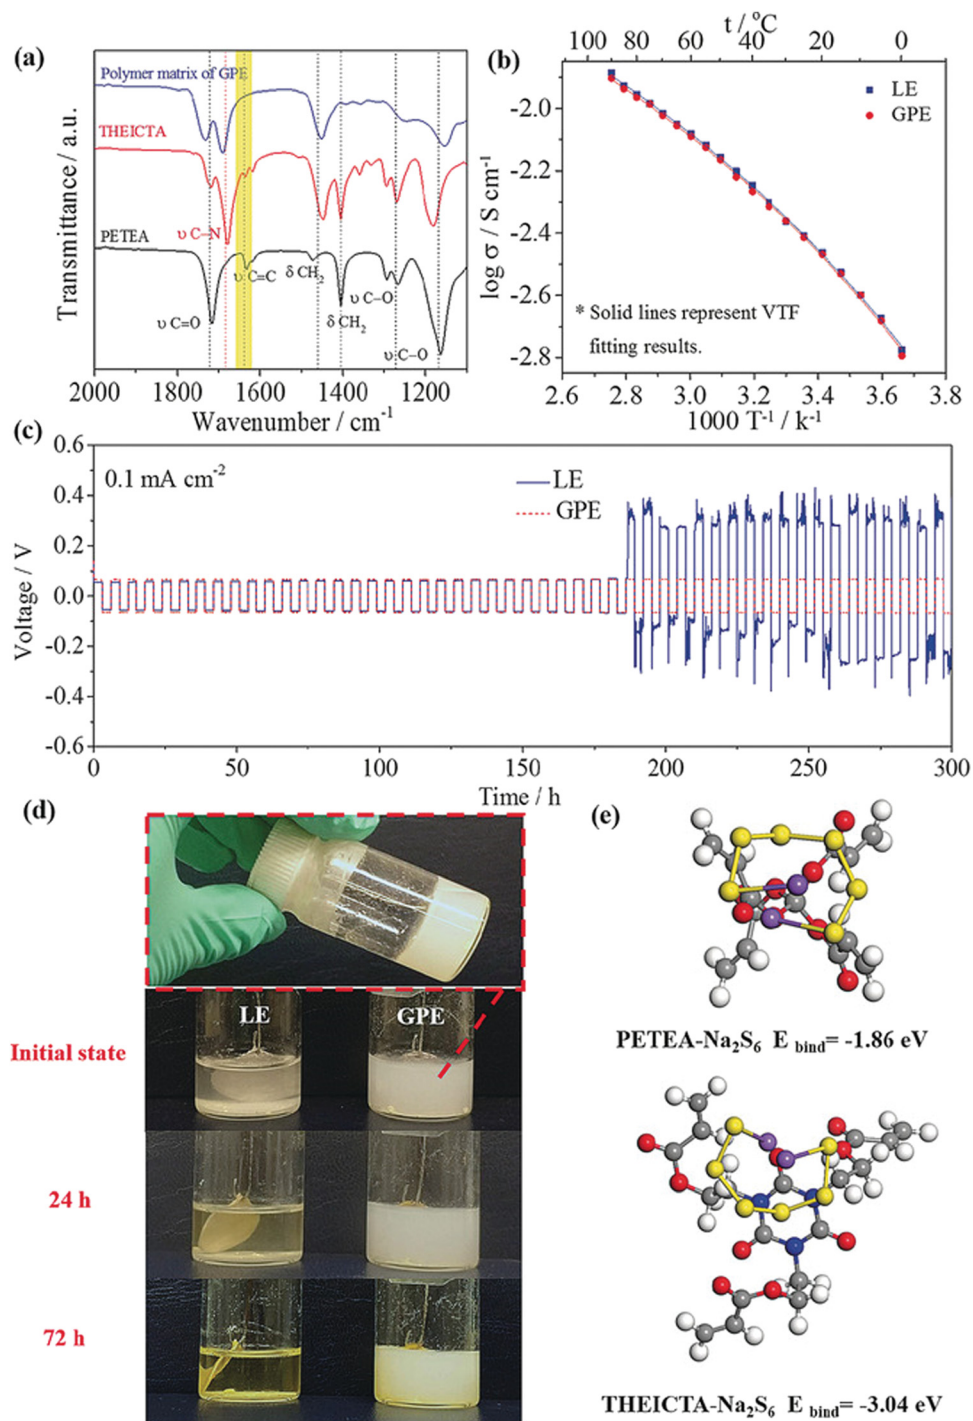 (a)
Polymer matrix of GPE
THEICTA
υ C–N
PETEA
υ C=C
δ CH2
υ C=O
δ CH2
υ C–O
υ C–O
Transmittance / a.u.
2000 1800 1600 1400 1200
Wavenumber / cm-1
(b)
t / oC
100 80 60 40 20 0
LE
GPE
log σ / S cm-1
-2.0
-2.2
-2.4
-2.6
-2.8
* Solid lines represent VTF
fitting results.
2.6 2.8 3.0 3.2 3.4 3.6 3.8
1000 T-1 / k-1
(c)
0.1 mA cm-2
LE
GPE
Voltage / V
0.6
0.4
0.2
0.0
-0.2
-0.4
-0.6
0 50 100 150 200 250 300
Time / h
(d)
LE GPE
Initial state
24 h
72 h
(e)
PETEA-Na2S6 E bind= -1.86 eV
THEICTA-Na2S6 E bind= -3.04 eV